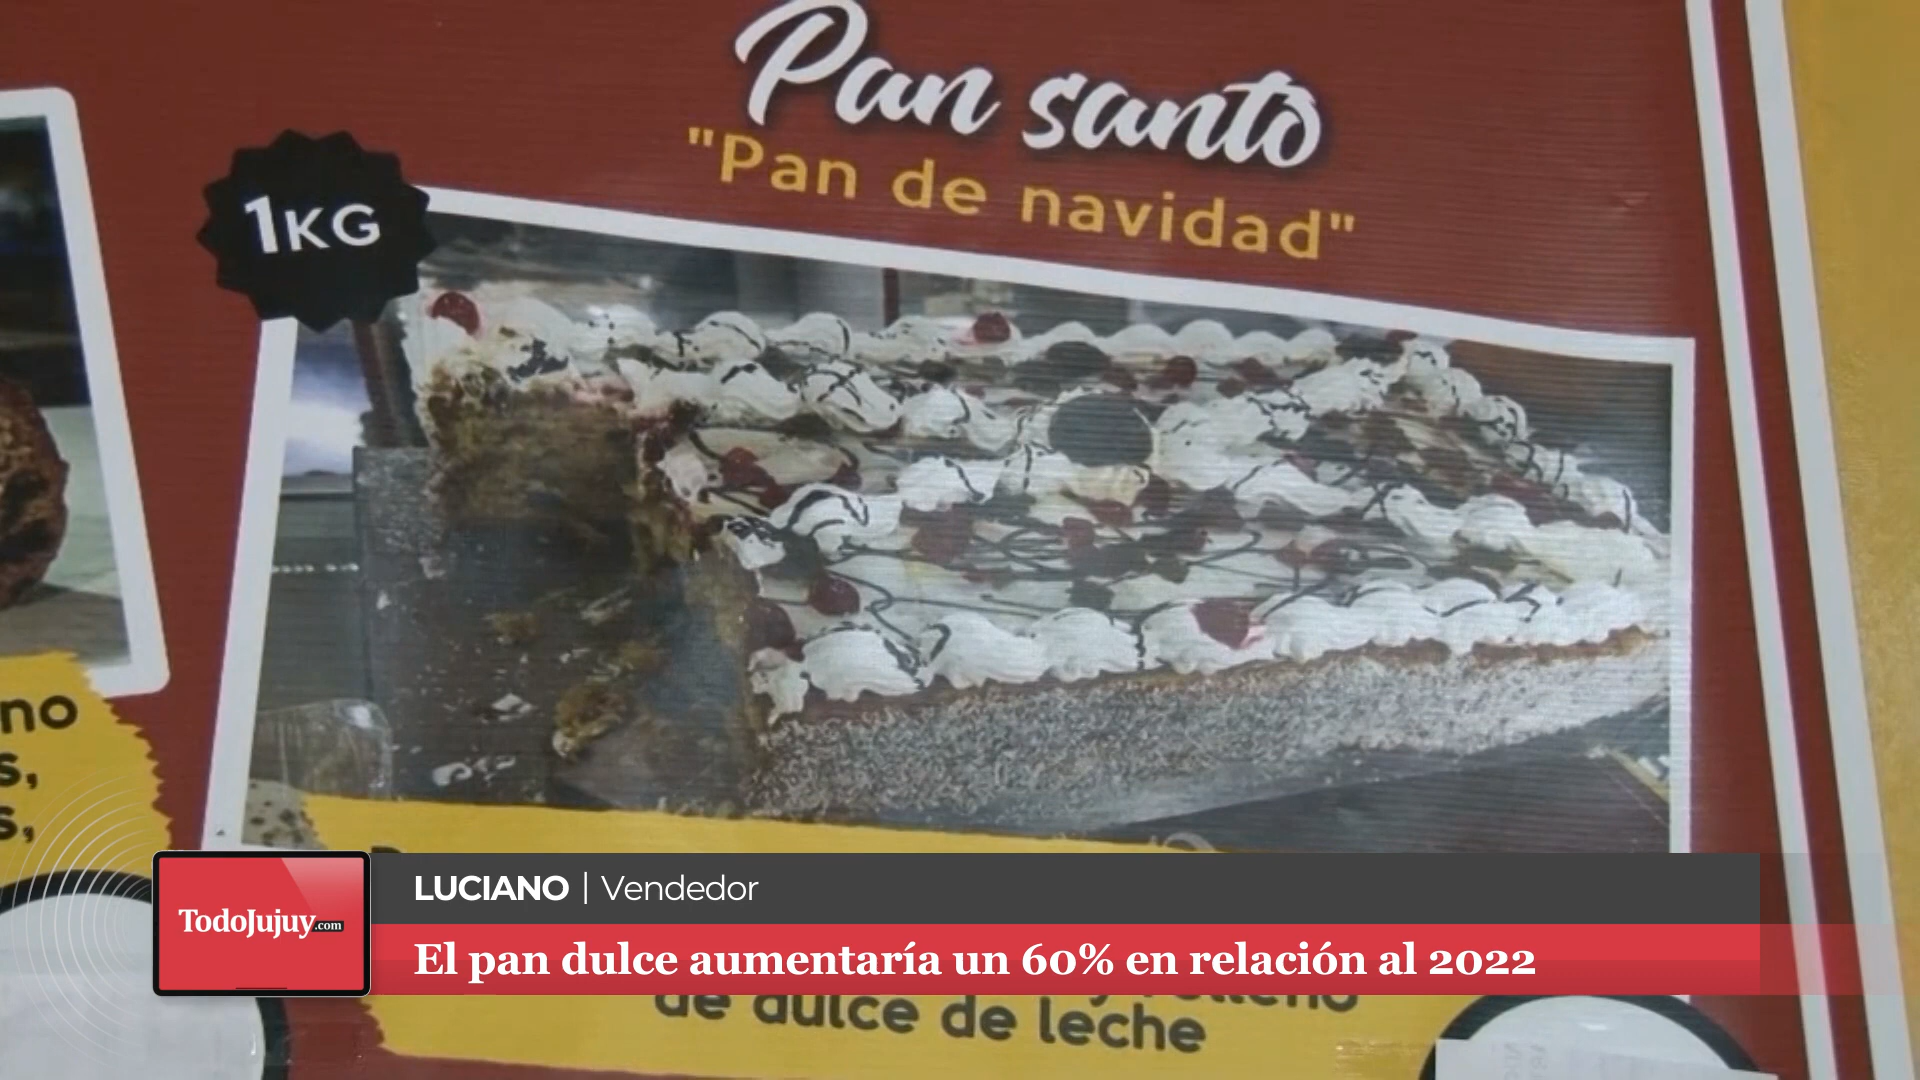 Pan santo
"Pan de navidad"
1KG
no
s,
s,
LUCIANO | Vendedor
TodoJujuy.com
El pan dulce aumentaría un 60% en relación al 2022
de dulce de leche